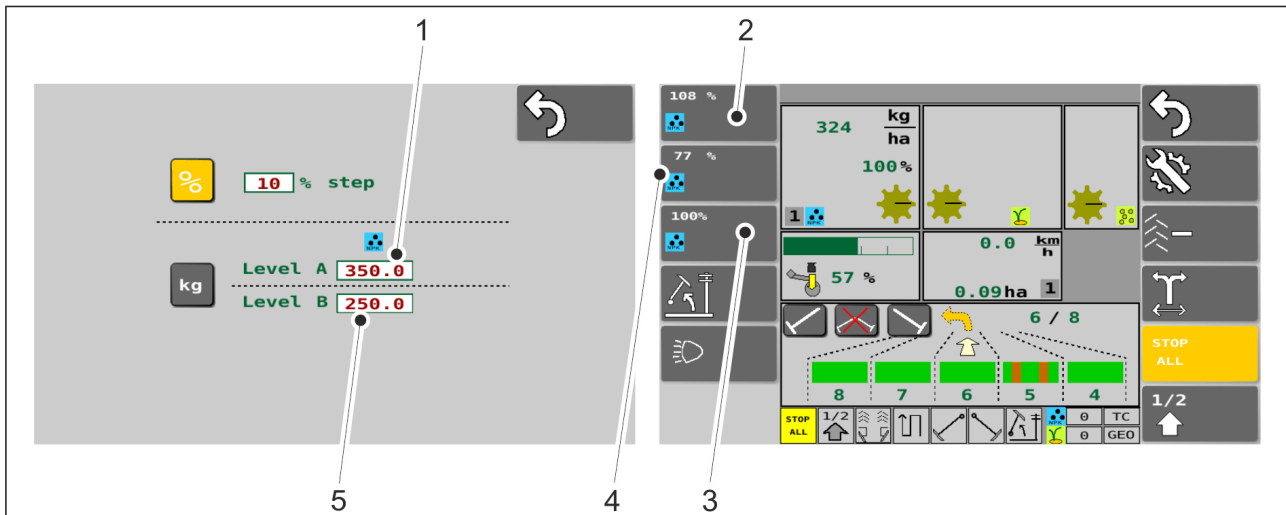 1
2
3
4
5
10 % step
%
NPK
kg
Level A 350.0
Level B 250.0
108 %
NPK
77 %
NPK
100%
NPK
324 kg
ha
100%
1 NPK
57 %
0.0 km
h
0.09ha 1
6 / 8
8 7 6 5 4
STOP
ALL
1/2
NPK 0 TC
0 GEO
STOP
ALL
1/2